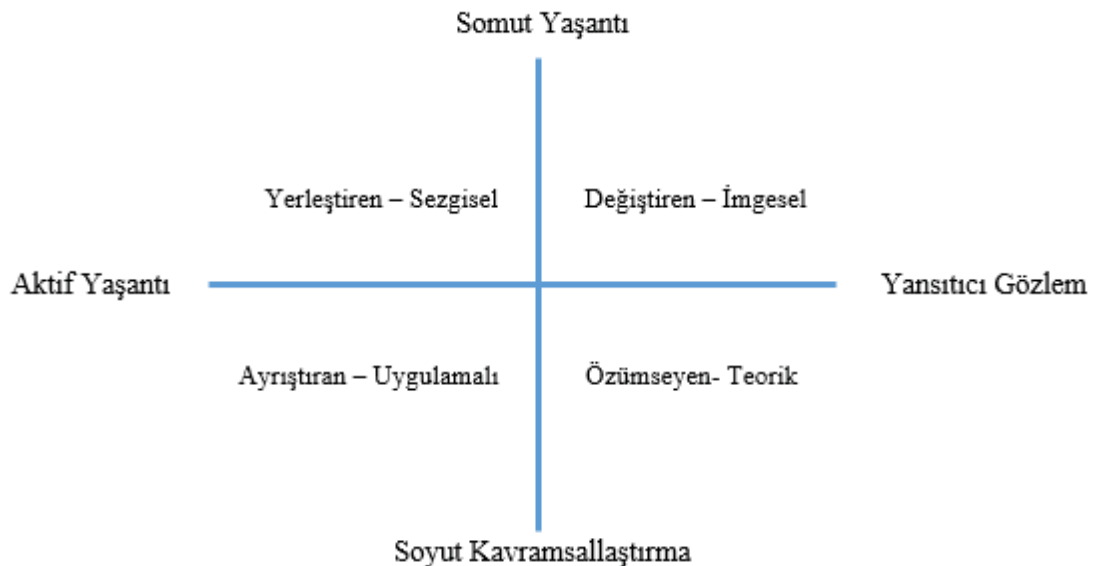 Somut Yaşantı
Yerleştiren – Sezgisel
Değiştiren – İmgesel
Aktif Yaşantı
Yansıtıcı Gözlem
Ayrıştıran – Uygulamalı
Özümseyen- Teorik
Soyut Kavramsallaştırma